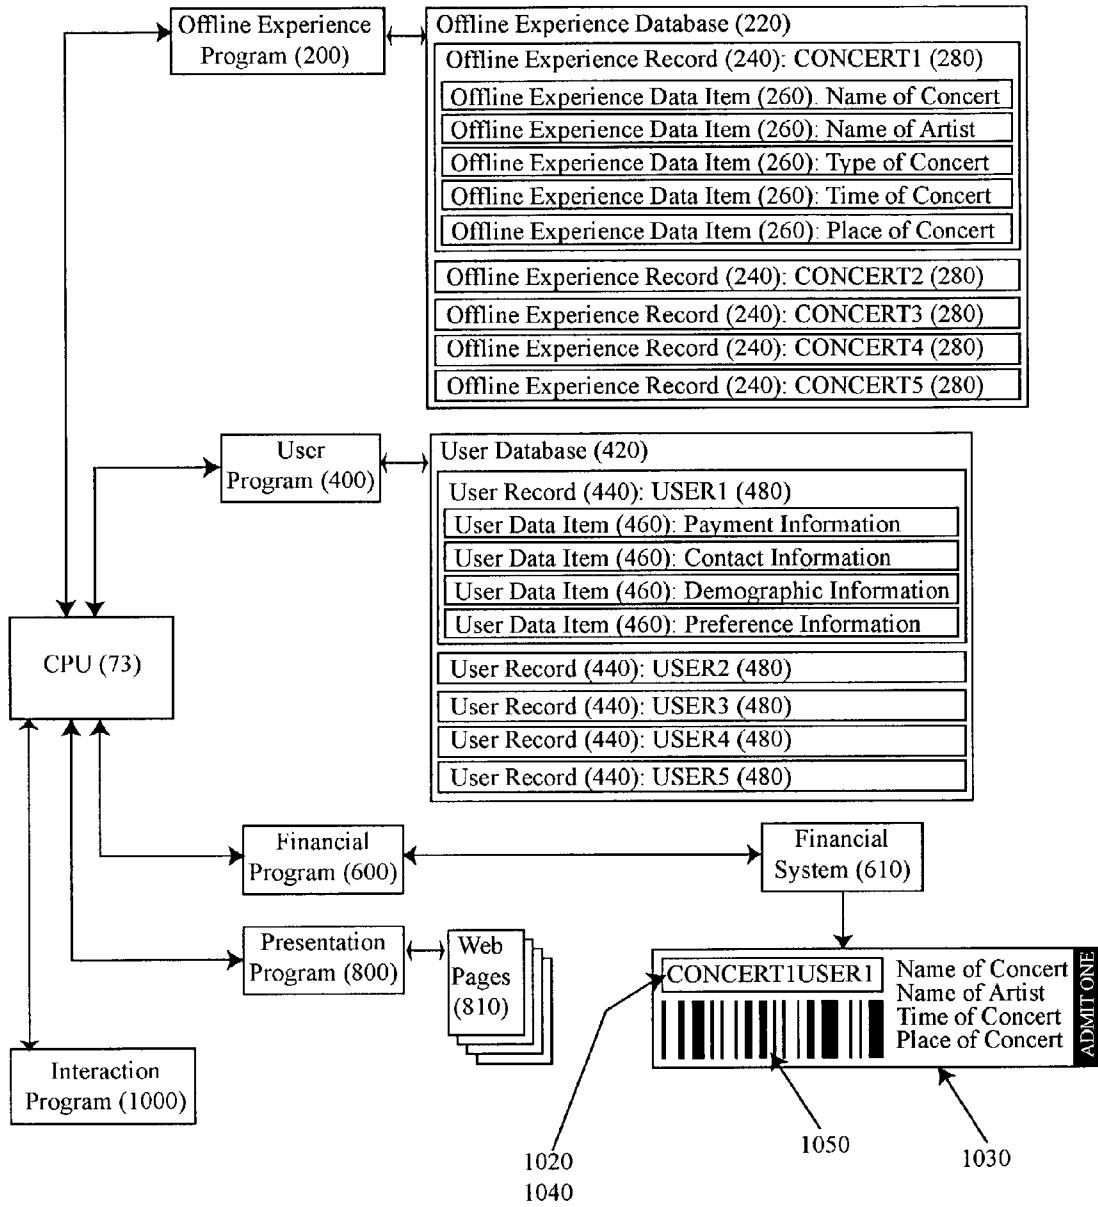 Offline Experience
Program (200)
Offline Experience Database (220)
Offline Experience Record (240): CONCERT1 (280)
Offline Experience Data Item (260). Name of Concert
Offline Experience Data Item (260): Name of Artist
Offline Experience Data Item (260): Type of Concert
Offline Experience Data Item (260): Time of Concert
Offline Experience Data Item (260): Place of Concert
Offline Experience Record (240): CONCERT2 (280)
Offline Experience Record (240): CONCERT3 (280)
Offline Experience Record (240): CONCERT4 (280)
Offline Experience Record (240): CONCERT5 (280)
User
Program (400)
User Database (420)
User Record (440): USER1 (480)
User Data Item (460): Payment Information
User Data Item (460): Contact Information
User Data Item (460): Demographic Information
User Data Item (460): Preference Information
User Record (440): USER2 (480)
User Record (440): USER3 (480)
User Record (440): USER4 (480)
User Record (440): USER5 (480)
CPU (73)
Financial
Program (600)
Financial
System (610)
Presentation
Program (800)
Web
Pages
(810)
CONCERT1USER1
Name of Concert
Name of Artist
Time of Concert
Place of Concert
ADMIT ONE
Interaction
Program (1000)
1020
1040
1050
1030